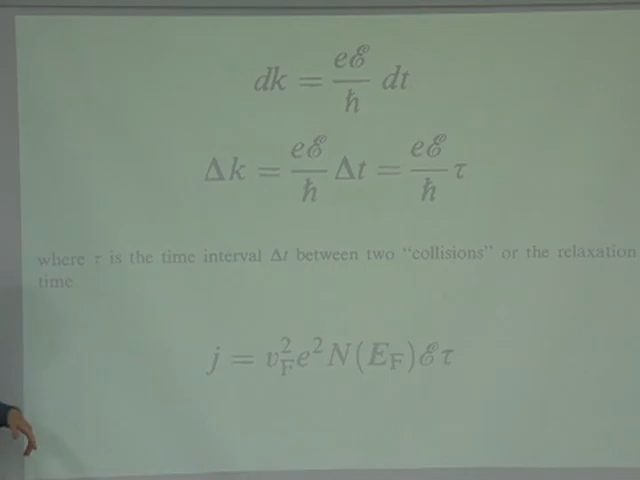 dk = eℰ/ħ dt
Δk = eℰ/ħ Δt = eℰ/ħ τ
where τ is the time interval Δt between two “collisions” or the relaxation
time
j = v_F^2 e^2 N(E_F)ℰτ